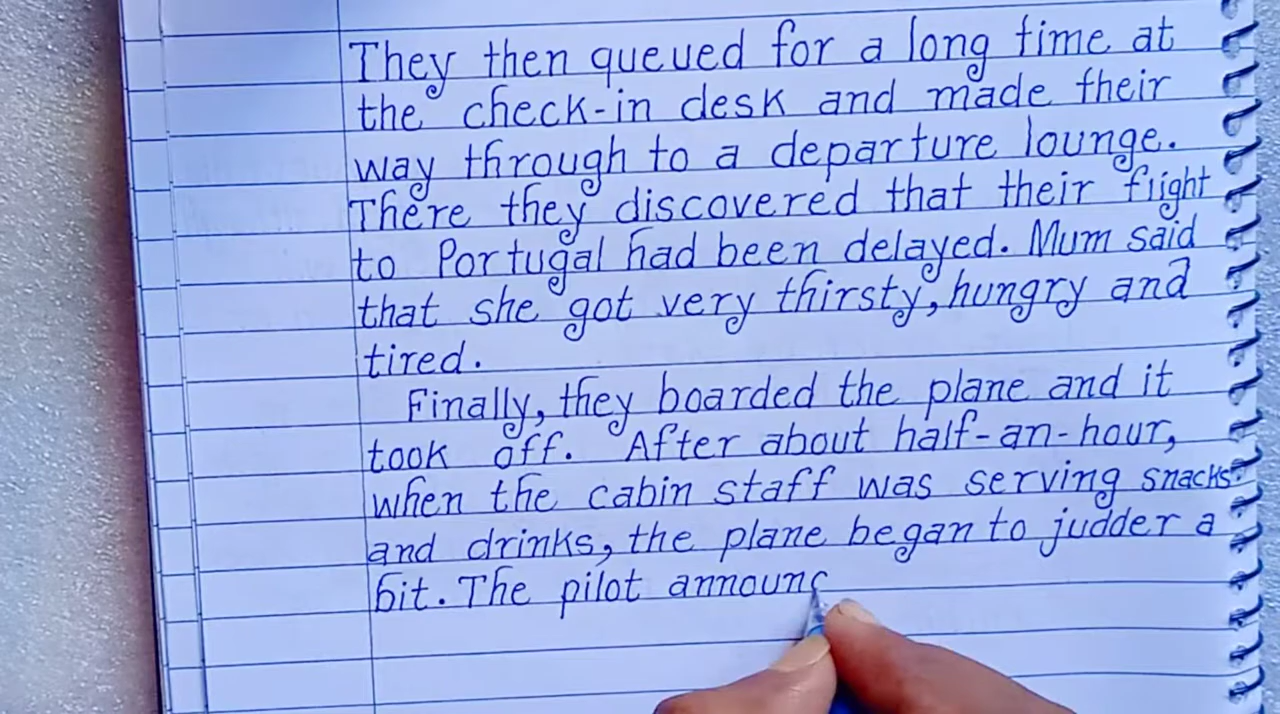 They then queued for a long time at
the check-in desk and made their
way through to a departure lounge.
There they discovered that their flight
to Portugal had been delayed. Mum said
that she got very thirsty, hungry and
tired.
Finally, they boarded the plane and it
took off. After about half-an-hour,
when the cabin staff was serving snacks
and drinks, the plane began to judder a
bit. The pilot announc